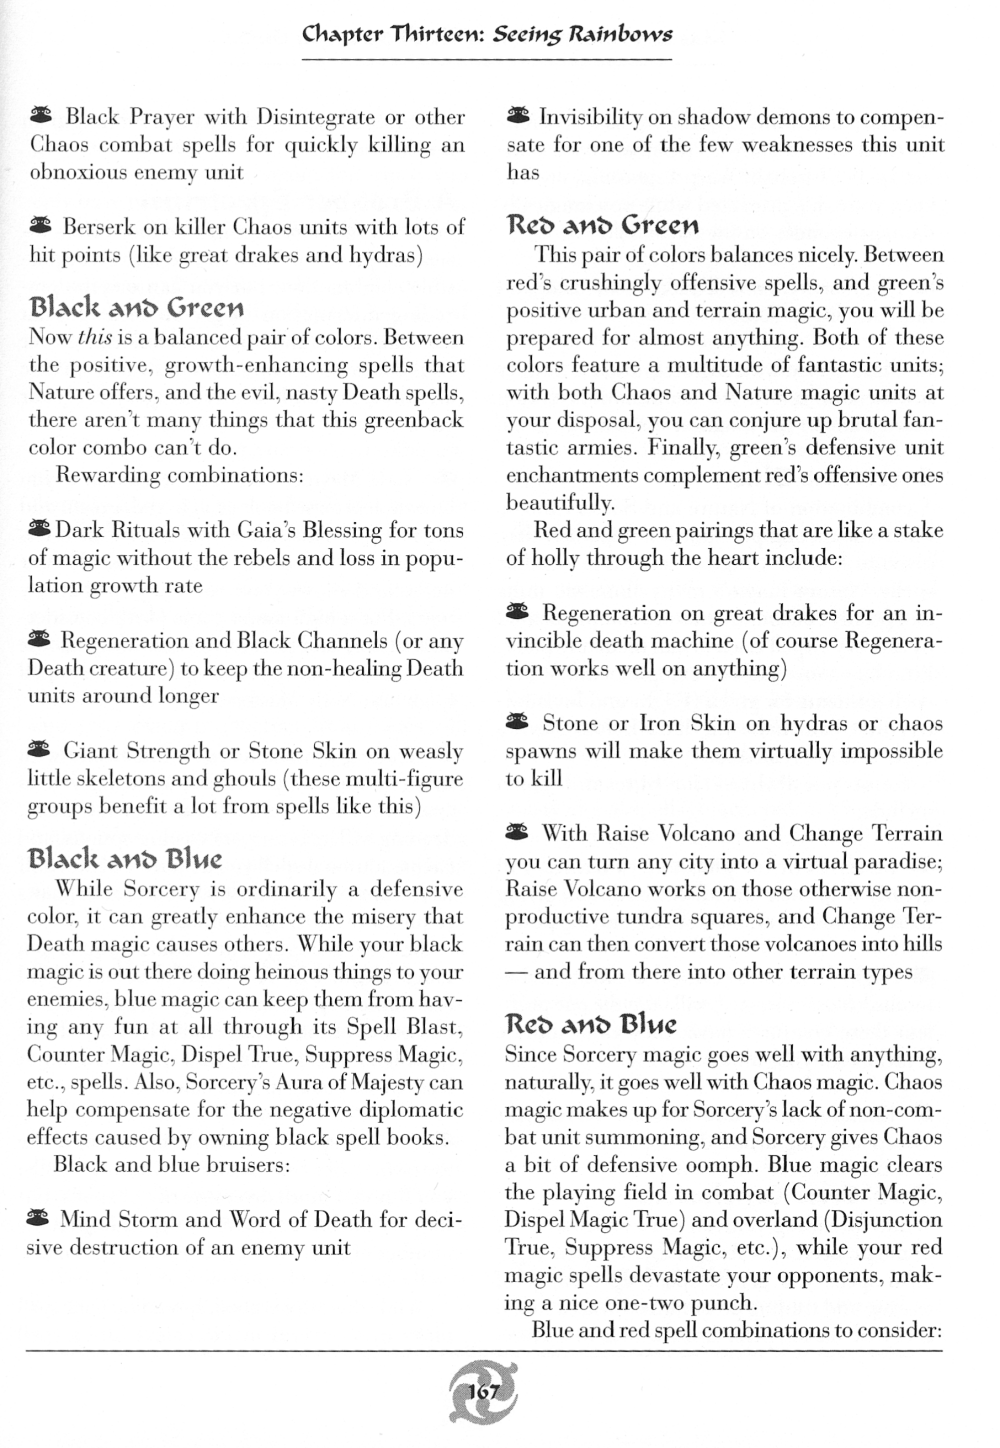 Chapter Thirteen: Seeing Rainbows
Black Prayer with Disintegrate or other
Chaos combat spells for quickly killing an
obnoxious enemy unit
Berserk on killer Chaos units with lots of
hit points (like great drakes and hydras)
Black and Green
Now this is a balanced pair of colors. Between
the positive, growth-enhancing spells that
Nature offers, and the evil, nasty Death spells,
there aren't many things that this greenback
color combo can't do.
Rewarding combinations:
Dark Rituals with Gaia's Blessing for tons
of magic without the rebels and loss in popu-
lation growth rate
Regeneration and Black Channels (or any
Death creature) to keep the non-healing Death
units around longer
Giant Strength or Stone Skin on weasly
little skeletons and ghouls (these multi-figure
groups benefit a lot from spells like this)
Black and Blue
While Sorcery is ordinarily a defensive
color, it can greatly enhance the misery that
Death magic causes others. While your black
magic is out there doing heinous things to your
enemies, blue magic can keep them from hav-
ing any fun at all through its Spell Blast,
Counter Magic, Dispel True, Suppress Magic,
etc., spells. Also, Sorcery's Aura of Majesty can
help compensate for the negative diplomatic
effects caused by owning black spell books.
Black and blue bruisers:
Mind Storm and Word of Death for deci-
sive destruction of an enemy unit
Invisibility on shadow demons to compen-
sate for one of the few weaknesses this unit
has
Red and Green
This pair of colors balances nicely. Between
red's crushingly offensive spells, and green's
positive urban and terrain magic, you will be
prepared for almost anything. Both of these
colors feature a multitude of fantastic units;
with both Chaos and Nature magic units at
your disposal, you can conjure up brutal fan-
tastic armies. Finally, green's defensive unit
enchantments complement red's offensive ones
beautifully.
Red and green pairings that are like a stake
of holly through the heart include:
Regeneration on great drakes for an in-
vincible death machine (of course Regenera-
tion works well on anything)
Stone or Iron Skin on hydras or chaos
spawns will make them virtually impossible
to kill
With Raise Volcano and Change Terrain
you can turn any city into a virtual paradise;
Raise Volcano works on those otherwise non-
productive tundra squares, and Change Ter-
rain can then convert those volcanoes into hills
— and from there into other terrain types
Red and Blue
Since Sorcery magic goes well with anything,
naturally, it goes well with Chaos magic. Chaos
magic makes up for Sorcery's lack of non-com-
bat unit summoning, and Sorcery gives Chaos
a bit of defensive oomph. Blue magic clears
the playing field in combat (Counter Magic,
Dispel Magic True) and overland (Disjunction
True, Suppress Magic, etc.), while your red
magic spells devastate your opponents, mak-
ing a nice one-two punch.
Blue and red spell combinations to consider:
167